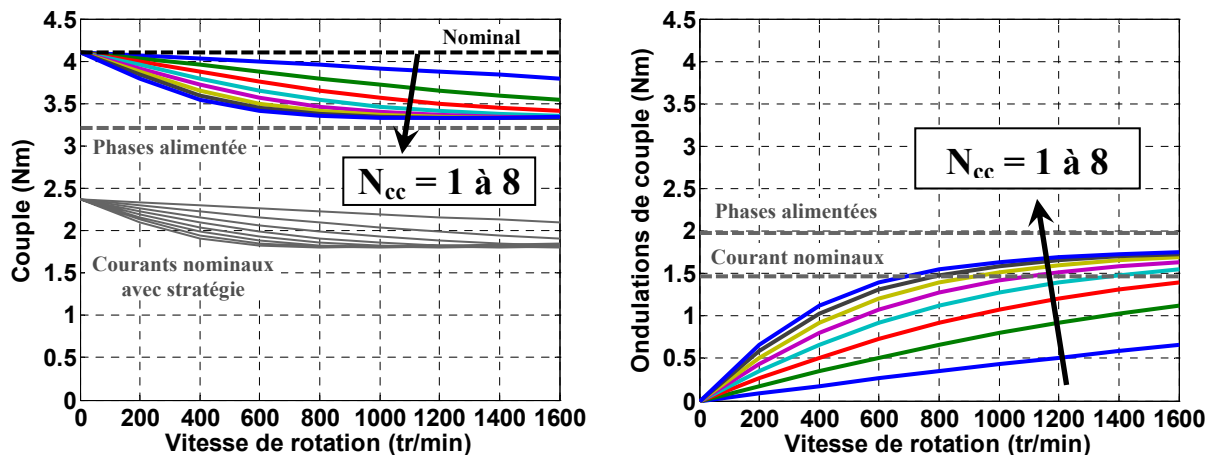 4.5
4
3.5
3
2.5
2
1.5
1
0.5
0
Couple (Nm)
Nominal
Phases alimentée
N_cc = 1 à 8
Courants nominaux
avec stratégie
0 200 400 600 800 1000 1200 1400 1600
Vitesse de rotation (tr/min)
4.5
4
3.5
3
2.5
2
1.5
1
0.5
0
Ondulations de couple (Nm)
N_cc = 1 à 8
Phases alimentées
Courant nominaux
0 200 400 600 800 1000 1200 1400 1600
Vitesse de rotation (tr/min)